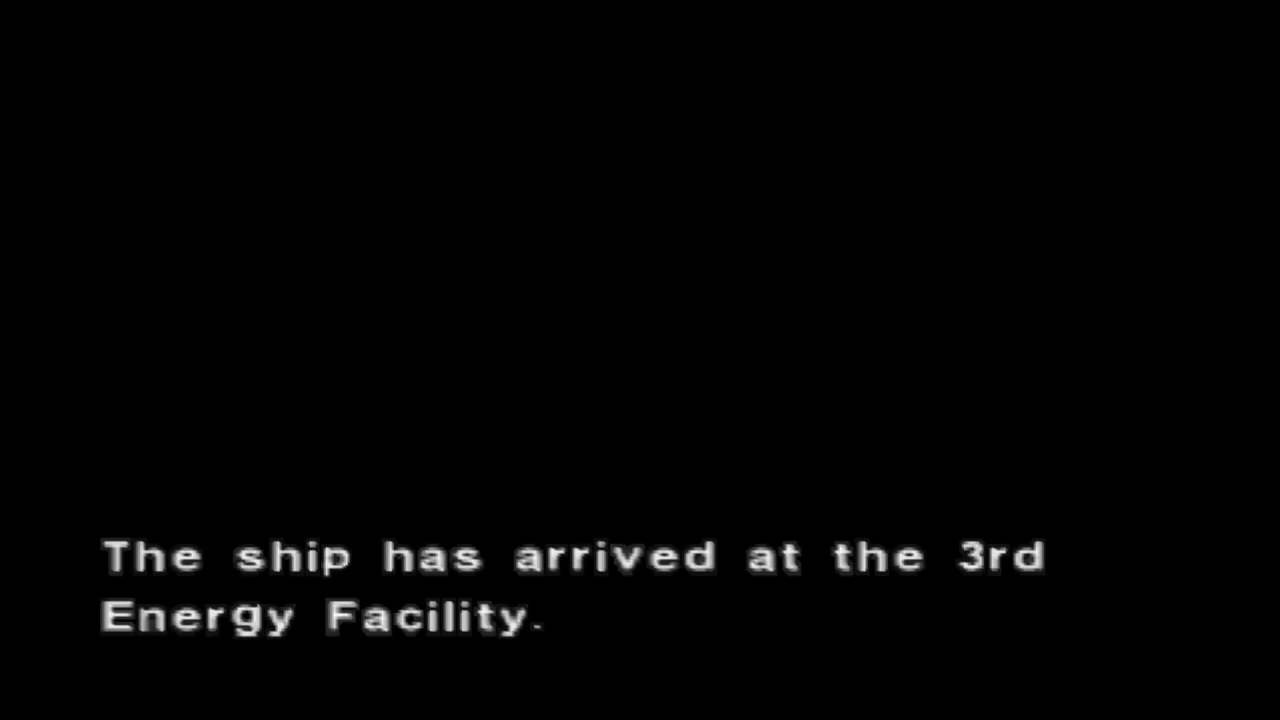 The ship has arrived at the 3rd
Energy Facility.